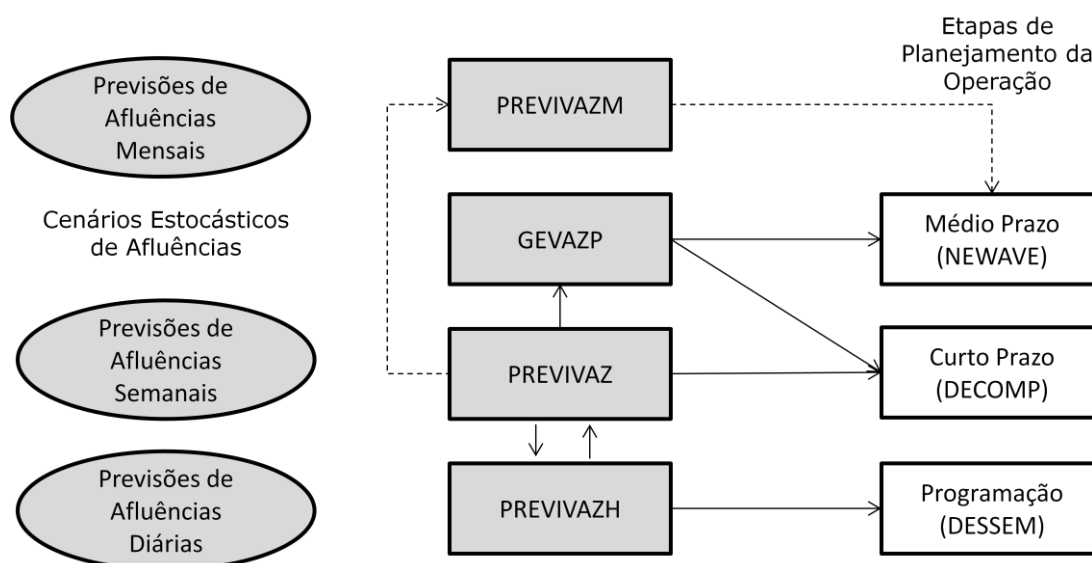 Etapas de
Planejamento da
Operação
Previsões de
Afluências
Mensais
PREVIVAZM
Cenários Estocásticos
de Afluências
GEVAZP
Médio Prazo
(NEWAVE)
Previsões de
Afluências
Semanais
PREVIVAZ
Curto Prazo
(DECOMP)
Previsões de
Afluências
Diárias
PREVIVAZH
Programação
(DESSEM)